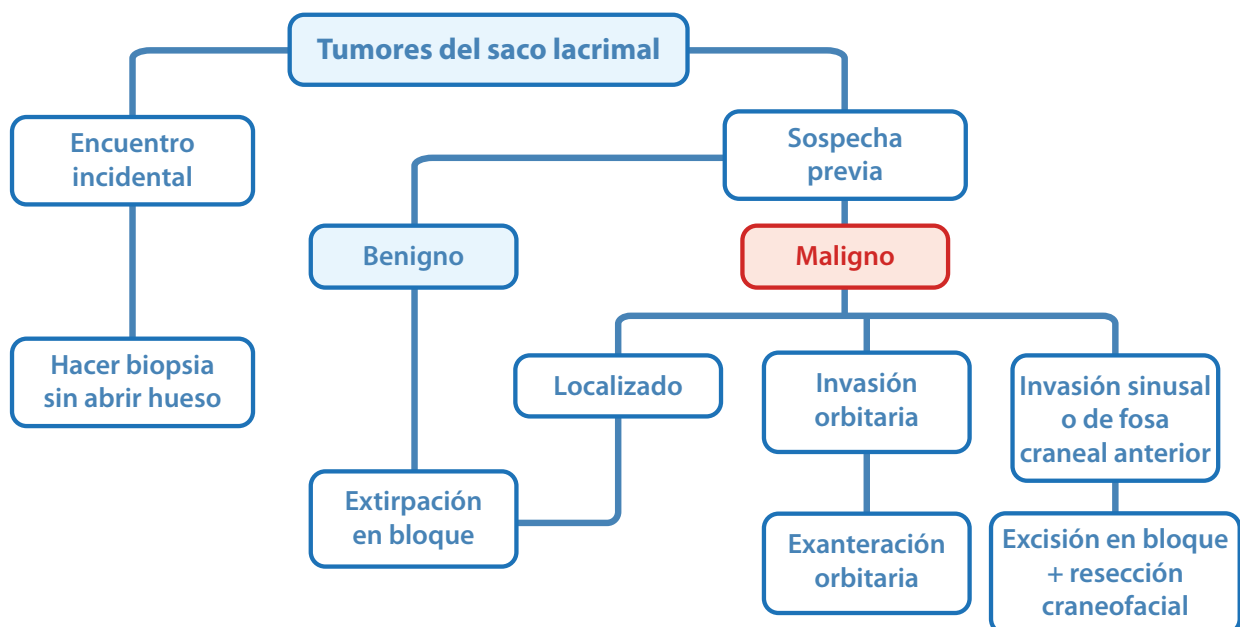 Tumores del saco lacrimal
Encuentro
incidental
Sospecha
previa
Benigno
Maligno
Hacer biopsia
sin abrir hueso
Localizado
Invasión
orbitaria
Invasión sinusal
o de fosa
craneal anterior
Extirpación
en bloque
Exanteración
orbitaria
Excisión en bloque
+ resección
craneofacial